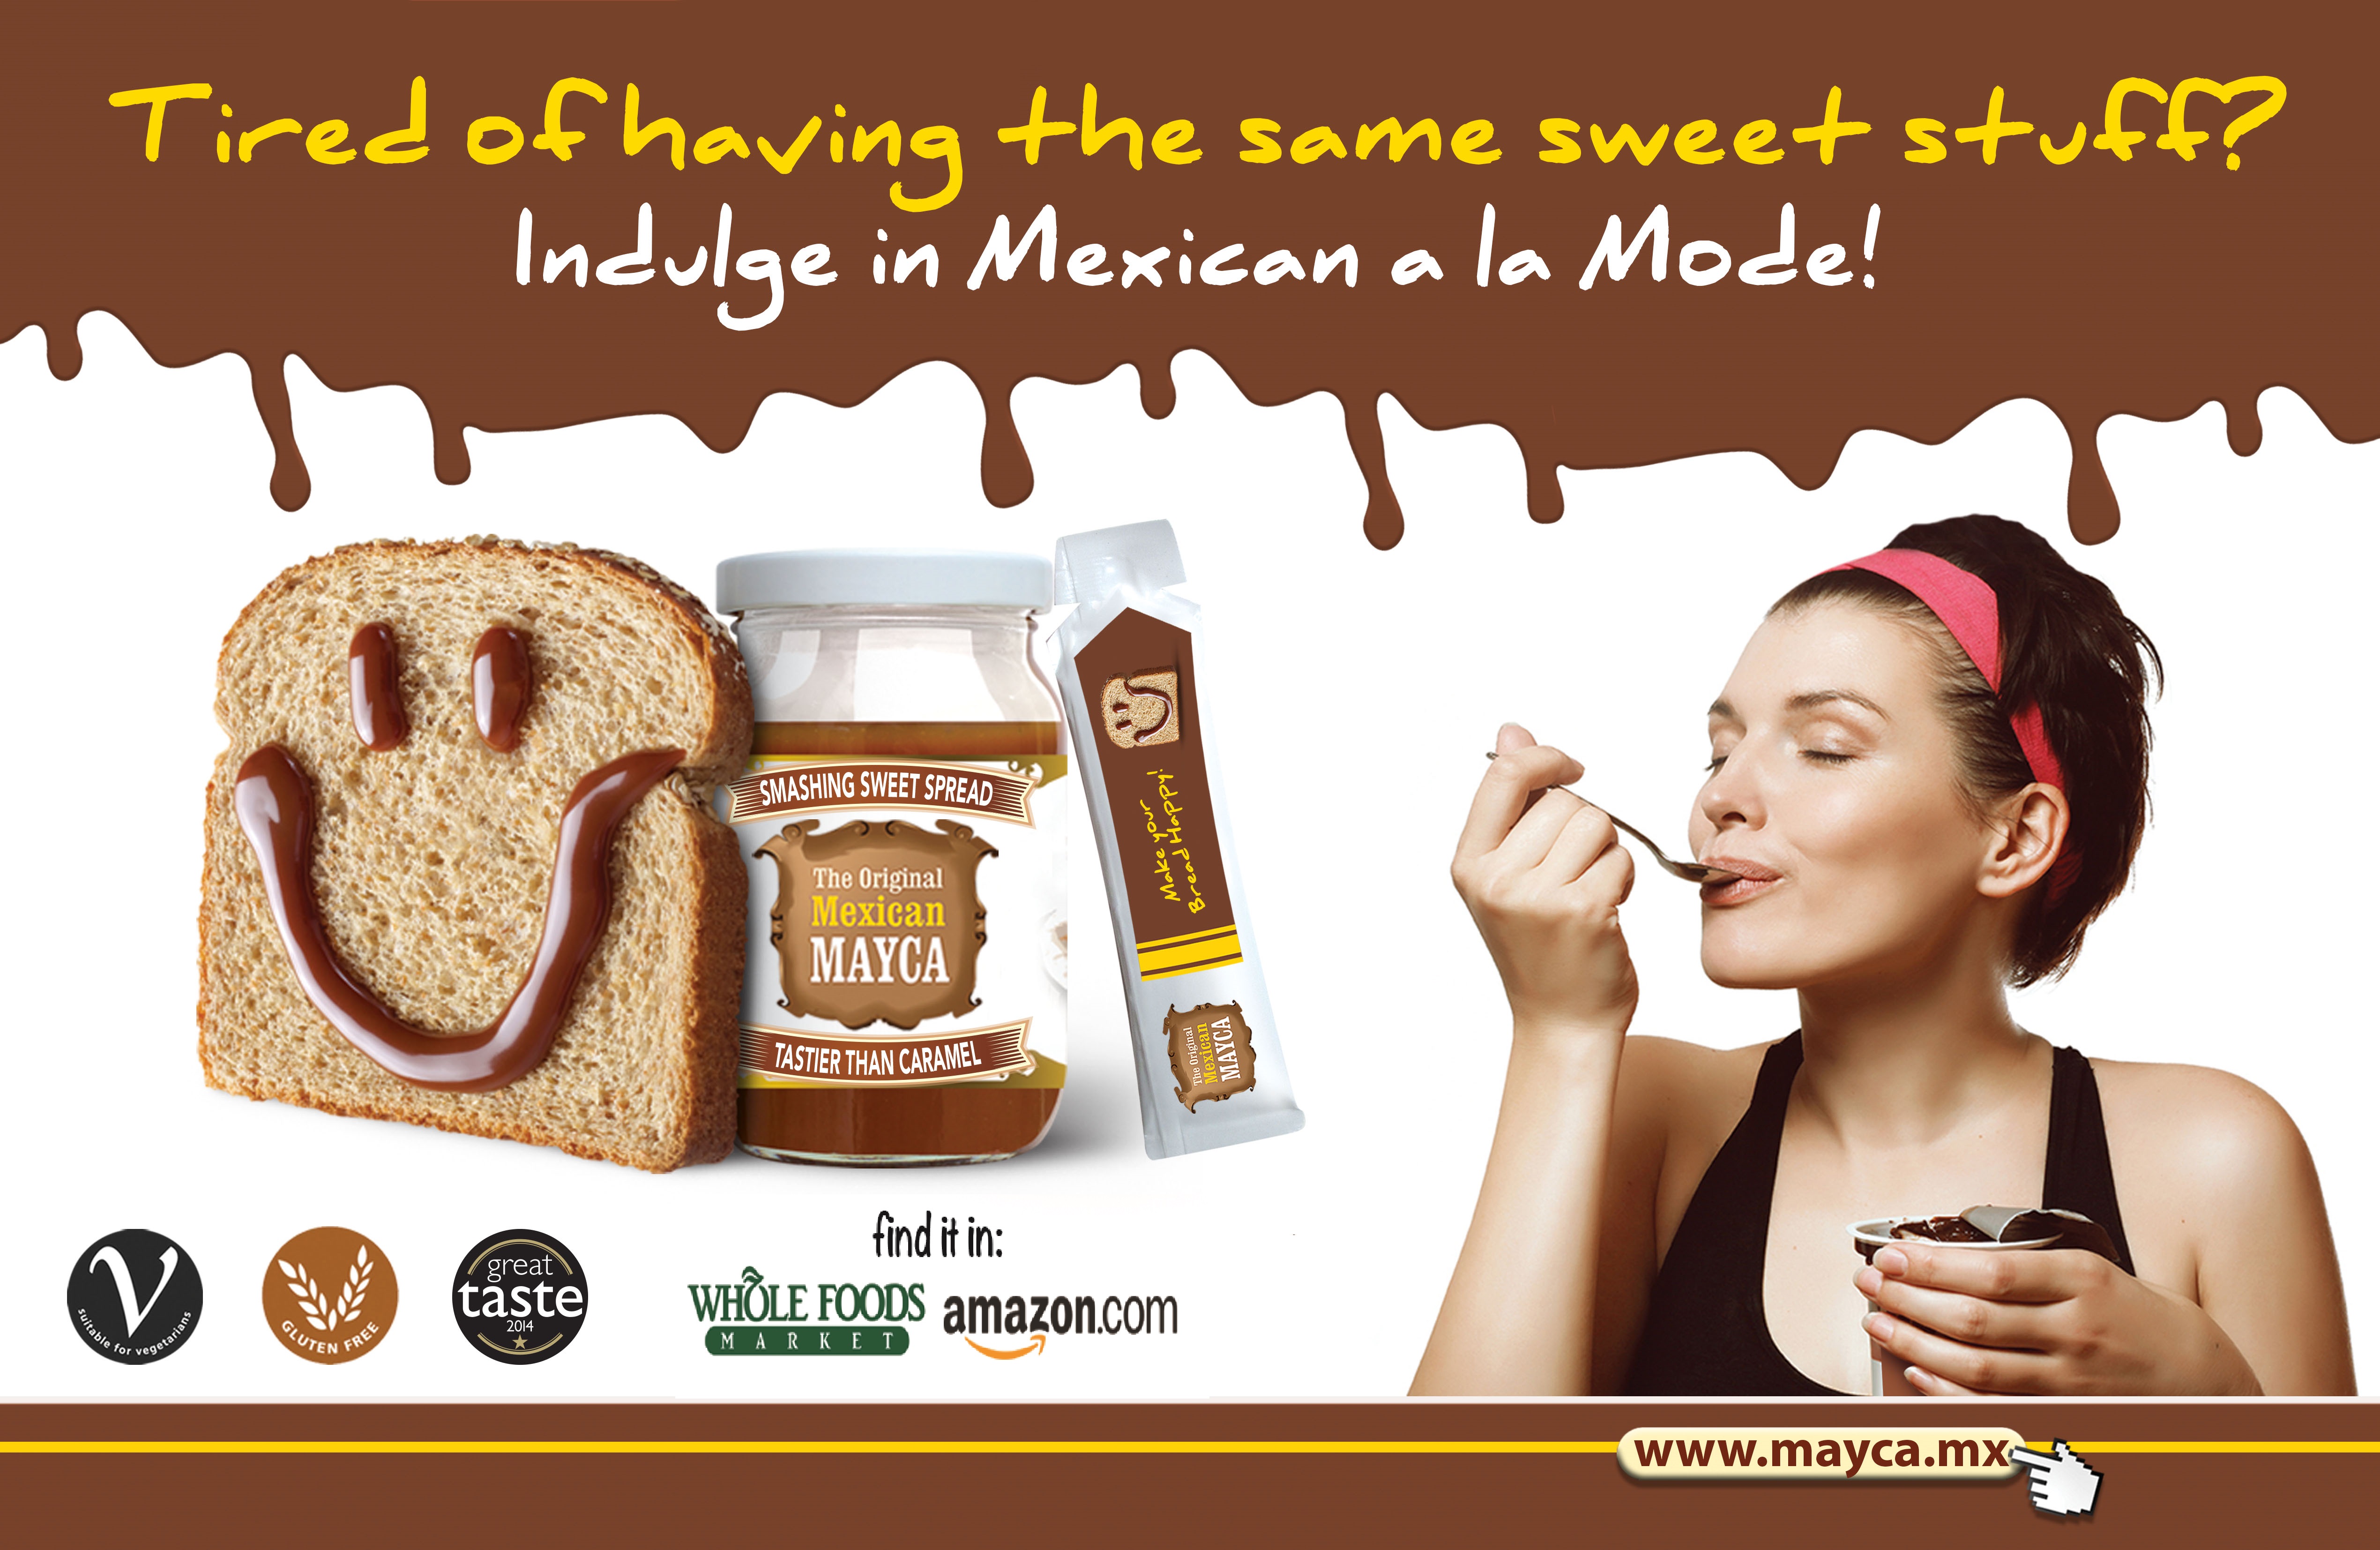 Tired of having the same sweet stuff?
Indulge in Mexican a la Mode!
SMASHING SWEET SPREAD
The Original
Mexican
MAYCA
TASTIER THAN CARAMEL
Make your
Bread Happy!
The Original
Mexican
MAYCA
find it in:
V
suitable for vegetarians
GLUTEN FREE
great
taste
2014
WHOLE FOODS
MARKET
amazon.com
www.mayca.mx